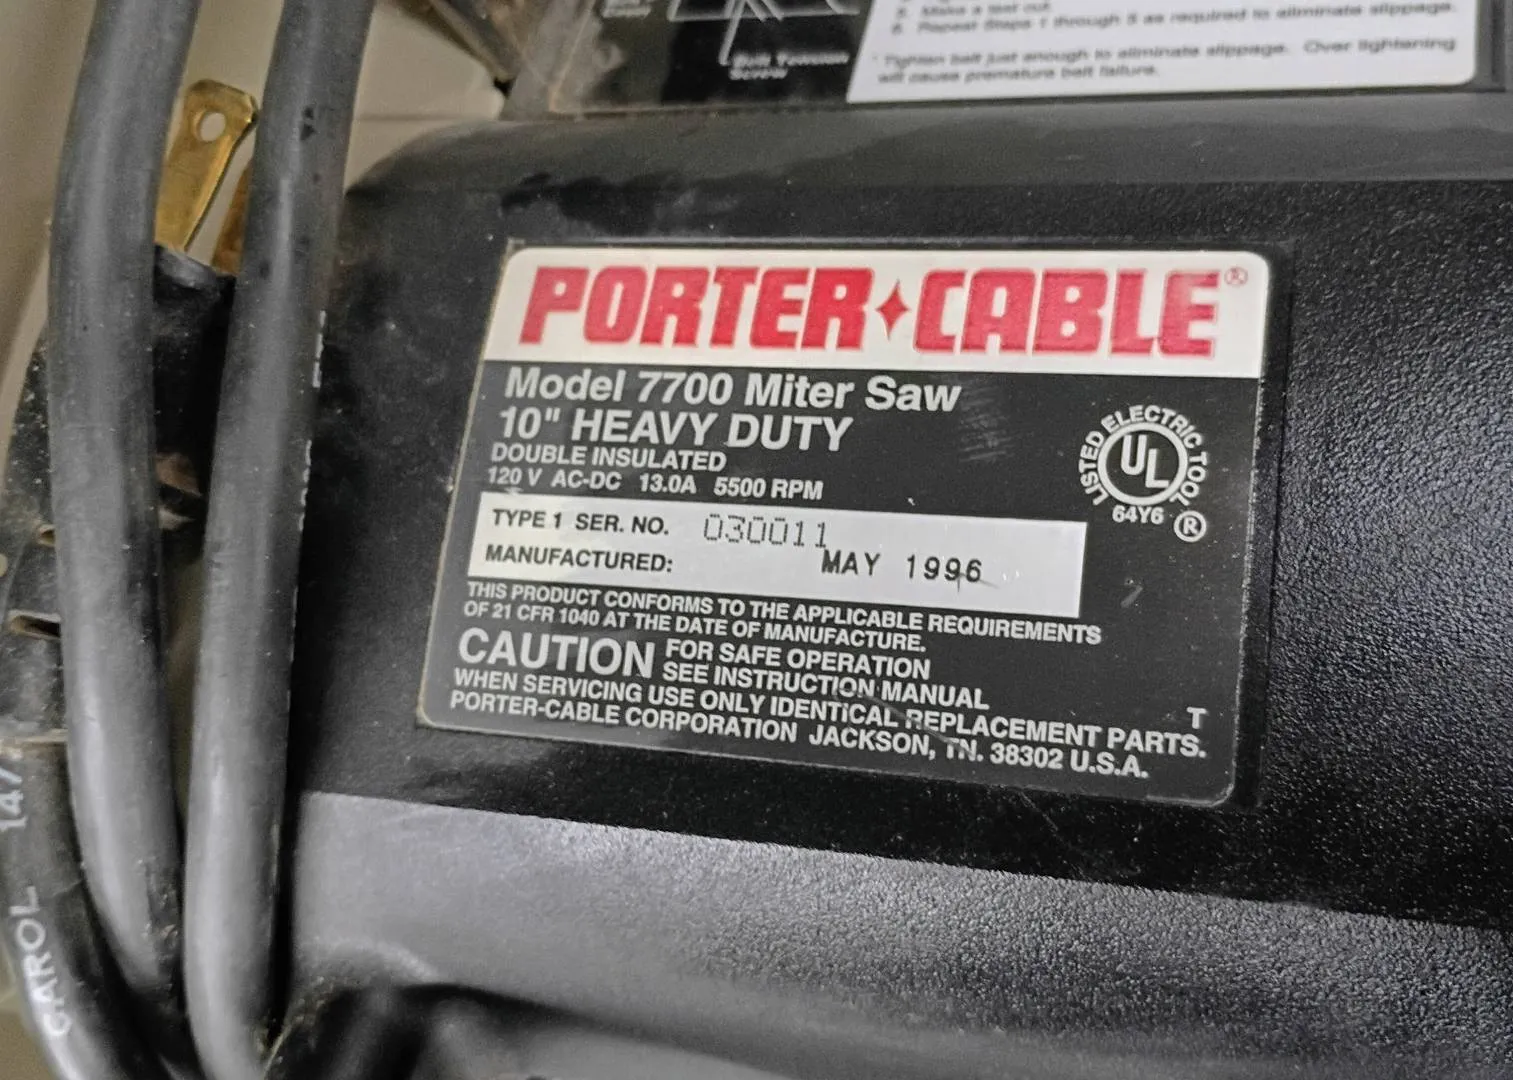 Belt Tension
Screw
5. Make a test cut.
6. Repeat Steps 1 through 5 as required to eliminate slippage.
* Tighten belt just enough to eliminate slippage. Over tightening
will cause premature belt failure.
PORTER CABLE®
Model 7700 Miter Saw
10" HEAVY DUTY
DOUBLE INSULATED
120 V AC-DC 13.0A 5500 RPM
LISTED ELECTRIC TOOL
UL
64Y6 ®
TYPE 1 SER. NO. 030011
MANUFACTURED: MAY 1996
THIS PRODUCT CONFORMS TO THE APPLICABLE REQUIREMENTS
OF 21 CFR 1040 AT THE DATE OF MANUFACTURE.
CAUTION FOR SAFE OPERATION
SEE INSTRUCTION MANUAL
WHEN SERVICING USE ONLY IDENTICAL REPLACEMENT PARTS.
T
PORTER-CABLE CORPORATION JACKSON, TN. 38302 U.S.A.
CAROL 14/